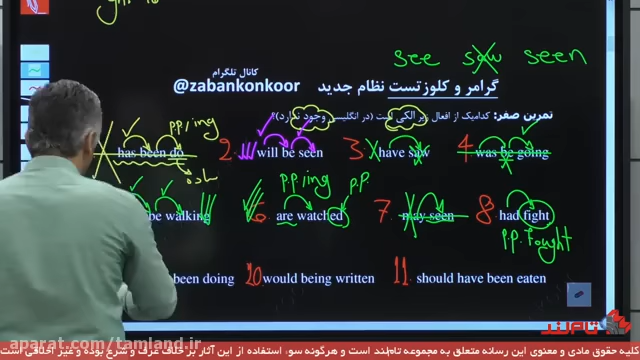 see saw seen
کانال تلگرام
گرامر و کلوزتست نظام جدید @zabankonkoor
تمرین صفر: کدامیک از افعال زیر الکی است (در انگلیسی وجود ندارد)؟
p.p/ing
has been do 2 will be seen 3 have saw 4 was be going
ساده
p.p/ing p.p.
be walking 6 are watched 7 may seen 8 had fight
p.p. fought
been doing 10 would being written 11 should have been eaten
تام‌لند
aparat.com/tamland.ir
کلیه حقوق مادی و معنوی این رسانه متعلق به مجموعه تاملند است و هرگونه سوء استفاده از این آثار بر خلاف عرف و شرع بوده و غیر اخلاقی است